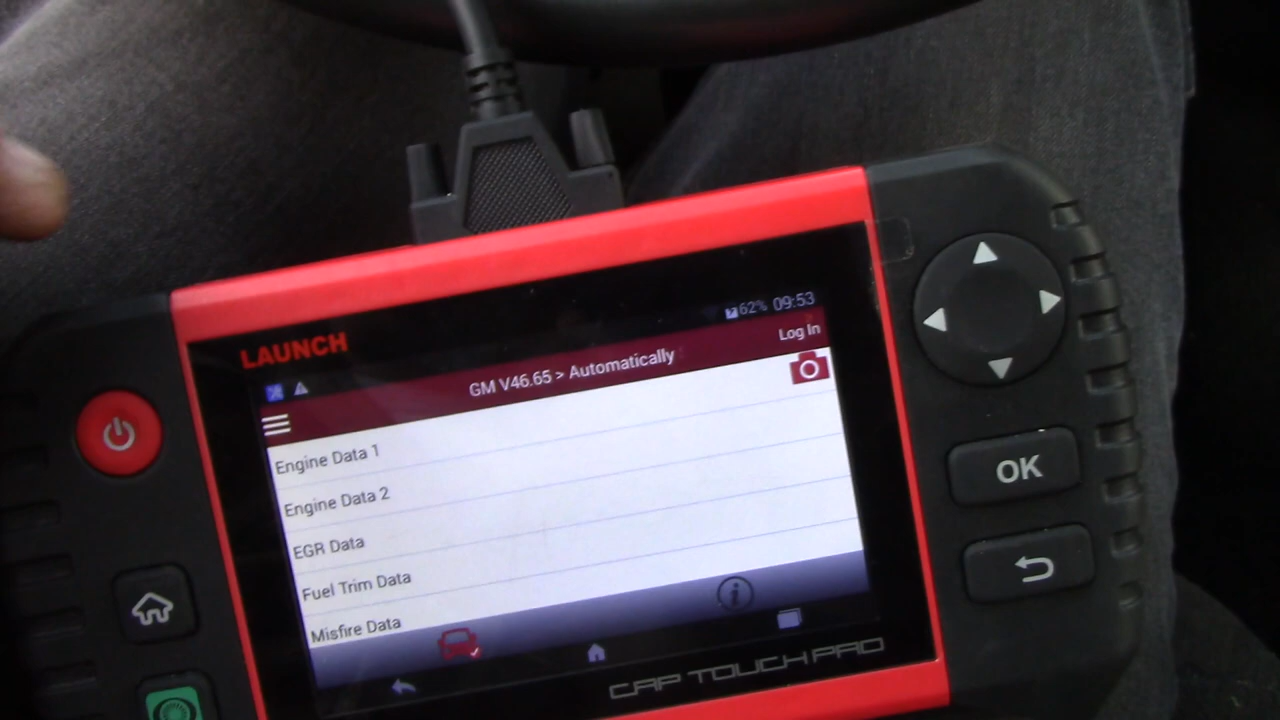 LAUNCH
62% 09:53
GM V46.65 > Automatically
Log In
Engine Data 1
Engine Data 2
EGR Data
Fuel Trim Data
Misfire Data
i
CRP TOUCH PRO
OK